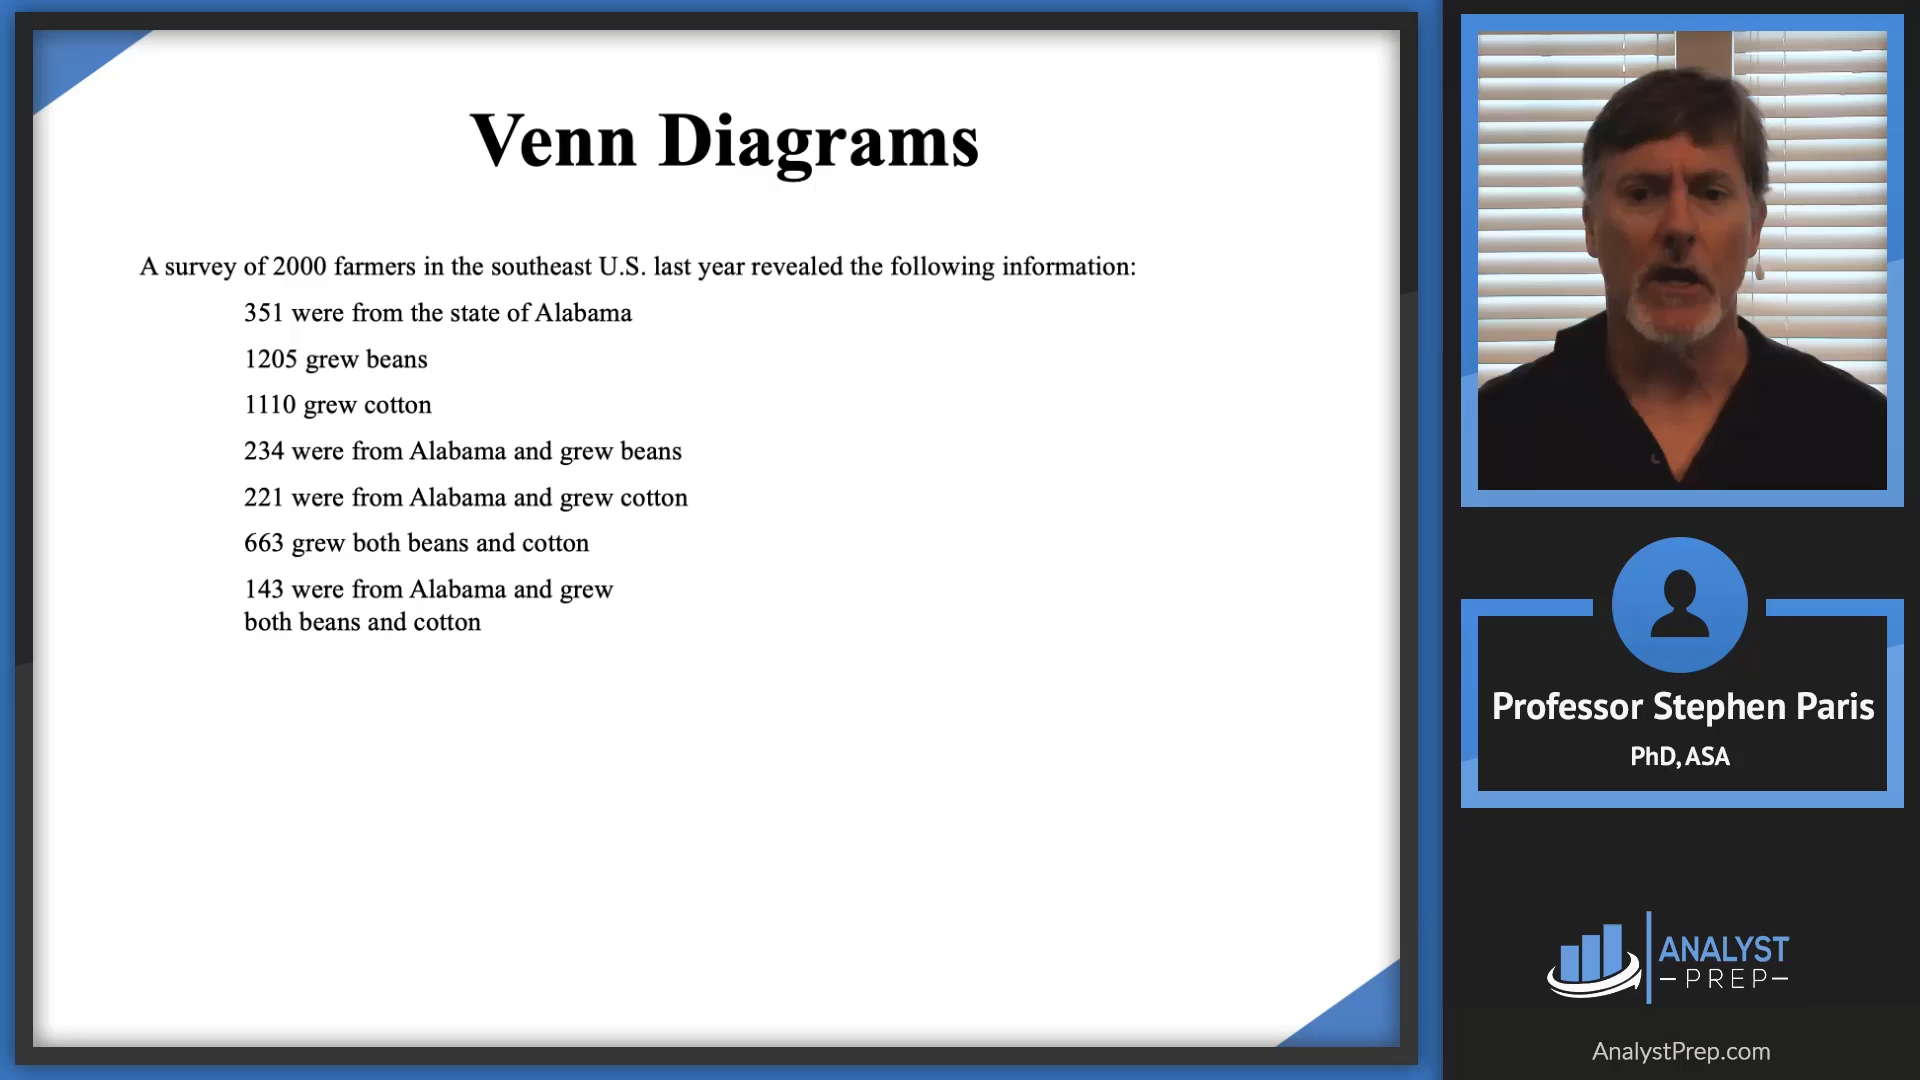 Venn Diagrams
A survey of 2000 farmers in the southeast U.S. last year revealed the following information:
351 were from the state of Alabama
1205 grew beans
1110 grew cotton
234 were from Alabama and grew beans
221 were from Alabama and grew cotton
663 grew both beans and cotton
143 were from Alabama and grew
both beans and cotton
Professor Stephen Paris
PhD, ASA
ANALYST
PREP
AnalystPrep.com